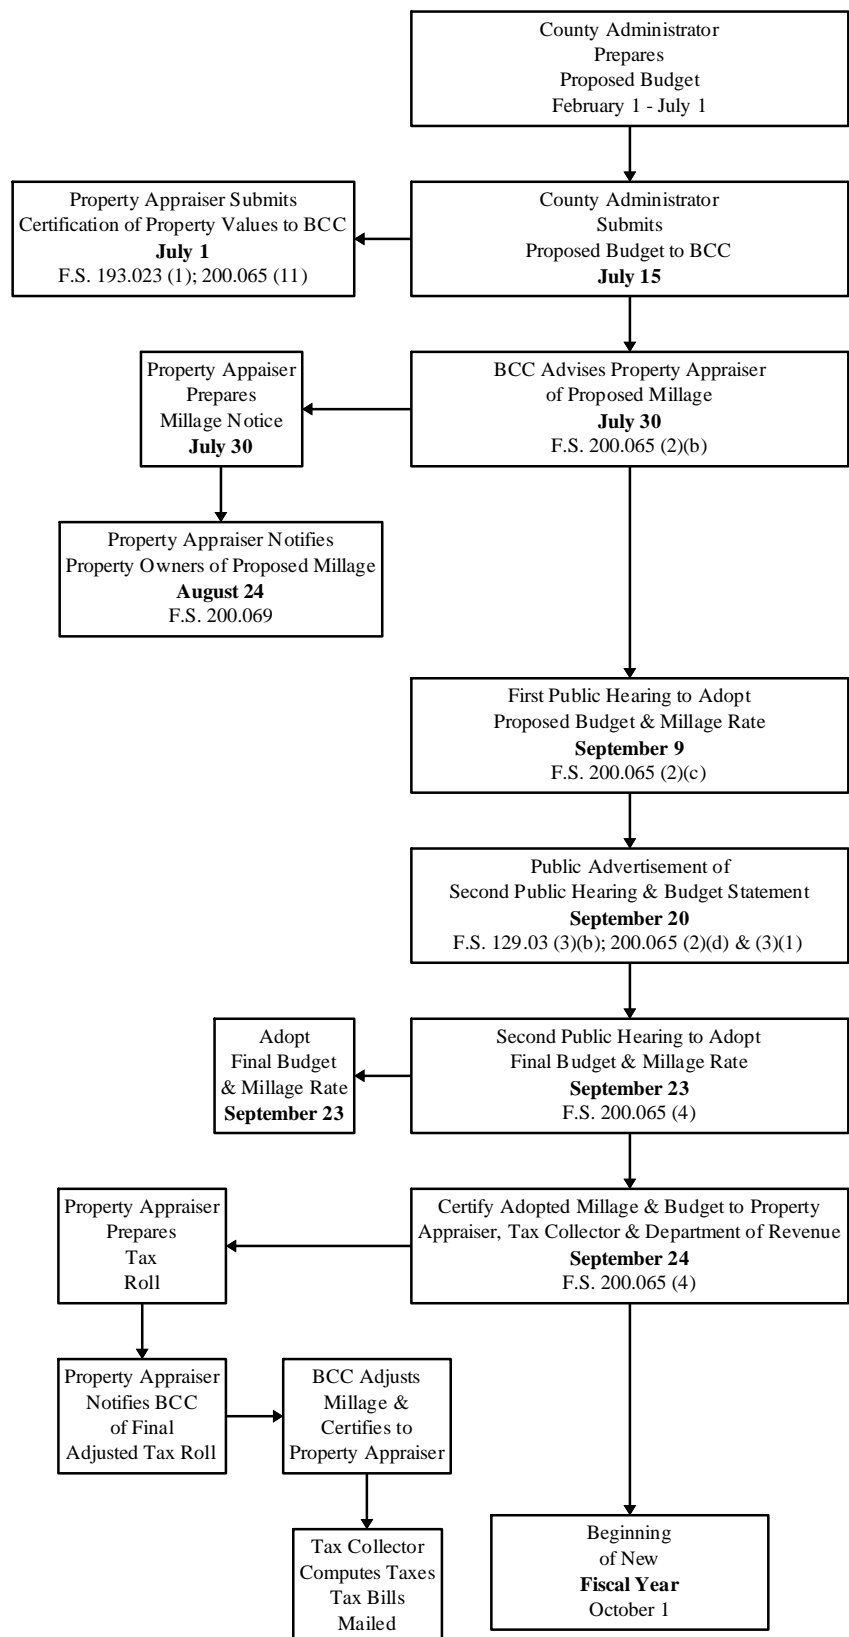 County Administrator
Prepares
Proposed Budget
February 1 - July 1
Property Appraiser Submits
Certification of Property Values to BCC
July 1
F.S. 193.023 (1); 200.065 (11)
County Administrator
Submits
Proposed Budget to BCC
July 15
Property Appaiser
Prepares
Millage Notice
July 30
BCC Advises Property Appraiser
of Proposed Millage
July 30
F.S. 200.065 (2)(b)
Property Appraiser Notifies
Property Owners of Proposed Millage
August 24
F.S. 200.069
First Public Hearing to Adopt
Proposed Budget & Millage Rate
September 9
F.S. 200.065 (2)(c)
Public Advertisement of
Second Public Hearing & Budget Statement
September 20
F.S. 129.03 (3)(b); 200.065 (2)(d) & (3)(1)
Adopt
Final Budget
& Millage Rate
September 23
Second Public Hearing to Adopt
Final Budget & Millage Rate
September 23
F.S. 200.065 (4)
Property Appraiser
Prepares
Tax
Roll
Certify Adopted Millage & Budget to Property
Appraiser, Tax Collector & Department of Revenue
September 24
F.S. 200.065 (4)
Property Appraiser
Notifies BCC
of Final
Adjusted Tax Roll
BCC Adjusts
Millage &
Certifies to
Property Appraiser
Tax Collector
Computes Taxes
Tax Bills
Mailed
Beginning
of New
Fiscal Year
October 1